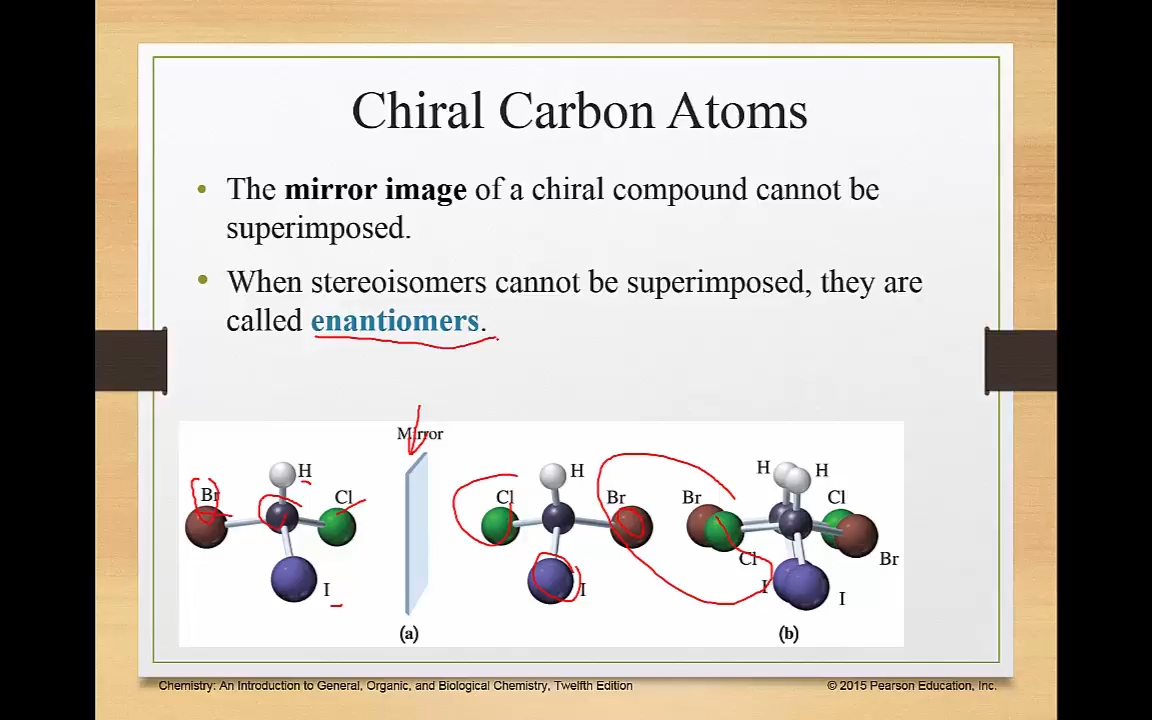 Chiral Carbon Atoms
• The mirror image of a chiral compound cannot be
superimposed.
• When stereoisomers cannot be superimposed, they are
called enantiomers.
Mirror
H
Br
Cl
I
H
Cl
Br
I
H
H
Br
Cl
Cl
Br
I
I
(a)
(b)
Chemistry: An Introduction to General, Organic, and Biological Chemistry, Twelfth Edition
© 2015 Pearson Education, Inc.